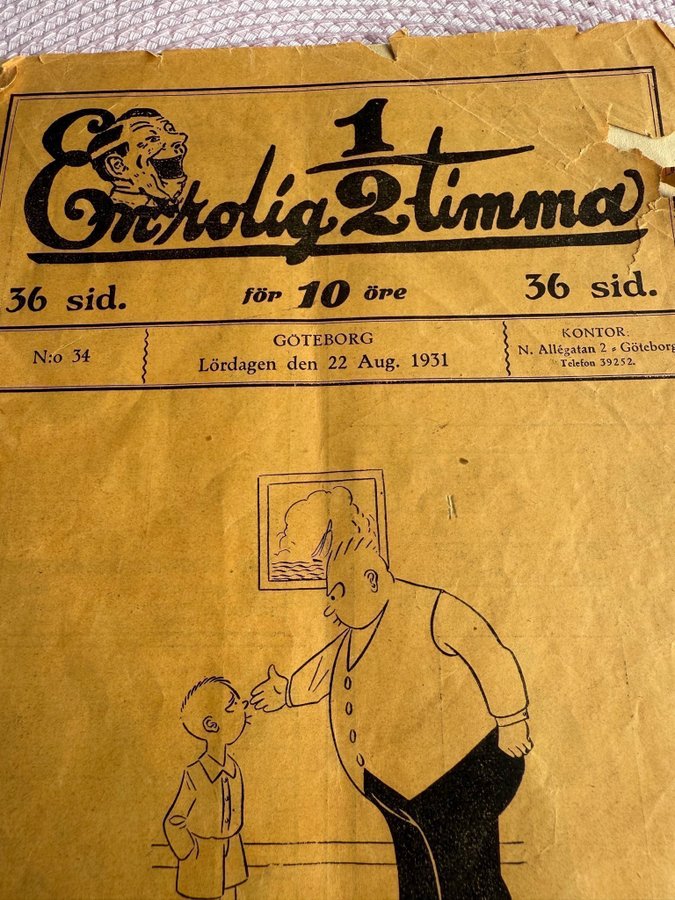 En rolig 1/2 timma
36 sid. för 10 öre 36 sid.
N:o 34
GÖTEBORG
Lördagen den 22 Aug. 1931
KONTOR:
N. Allégatan 2 - Göteborg
Telefon 39252.